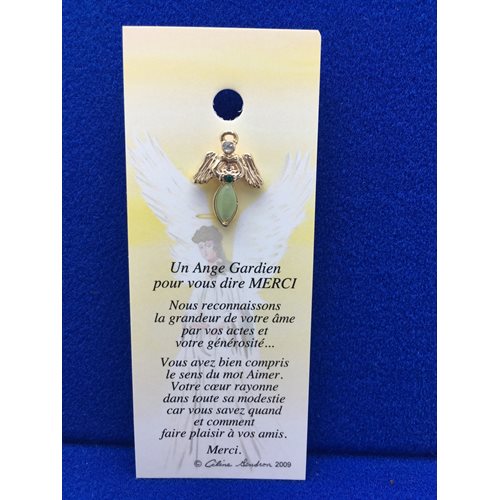 Un Ange Gardien
pour vous dire MERCI
Nous reconnaissons
la grandeur de votre âme
par vos actes et
votre générosité...
Vous avez bien compris
le sens du mot Aimer.
Votre cœur rayonne
dans toute sa modestie
car vous savez quand
et comment
faire plaisir à vos amis.
Merci.
© Céline Gendron 2009